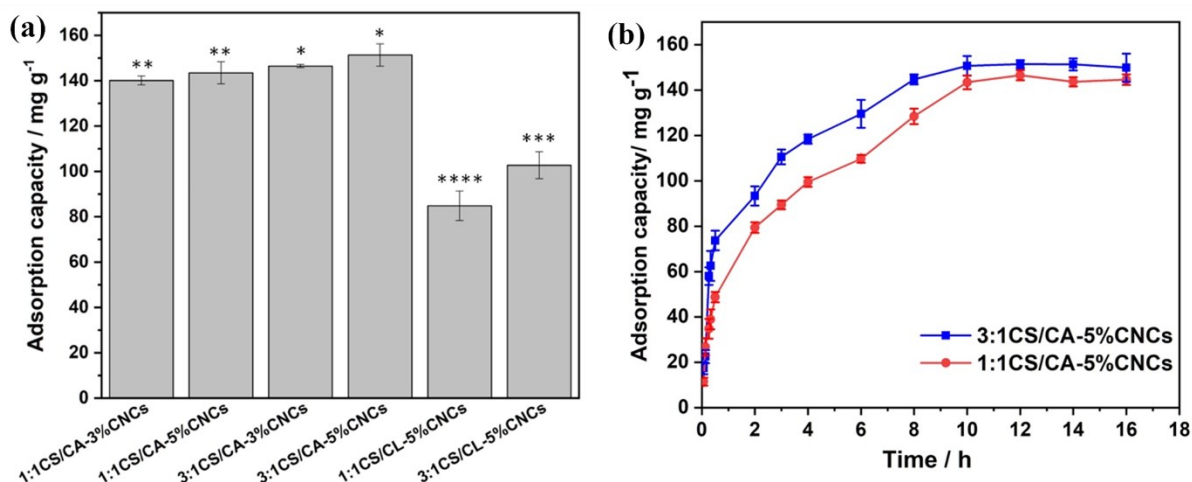 (a)
Adsorption capacity / mg g-1
160
140
120
100
80
60
40
20
0
**
**
*
*
****
***
1:1CS/CA-3%CNCs
1:1CS/CA-5%CNCs
3:1CS/CA-3%CNCs
3:1CS/CA-5%CNCs
1:1CS/CL-5%CNCs
3:1CS/CL-5%CNCs
(b)
Adsorption capacity/ mg g-1
160
140
120
100
80
60
40
20
0
3:1CS/CA-5%CNCs
1:1CS/CA-5%CNCs
0 2 4 6 8 10 12 14 16 18
Time / h